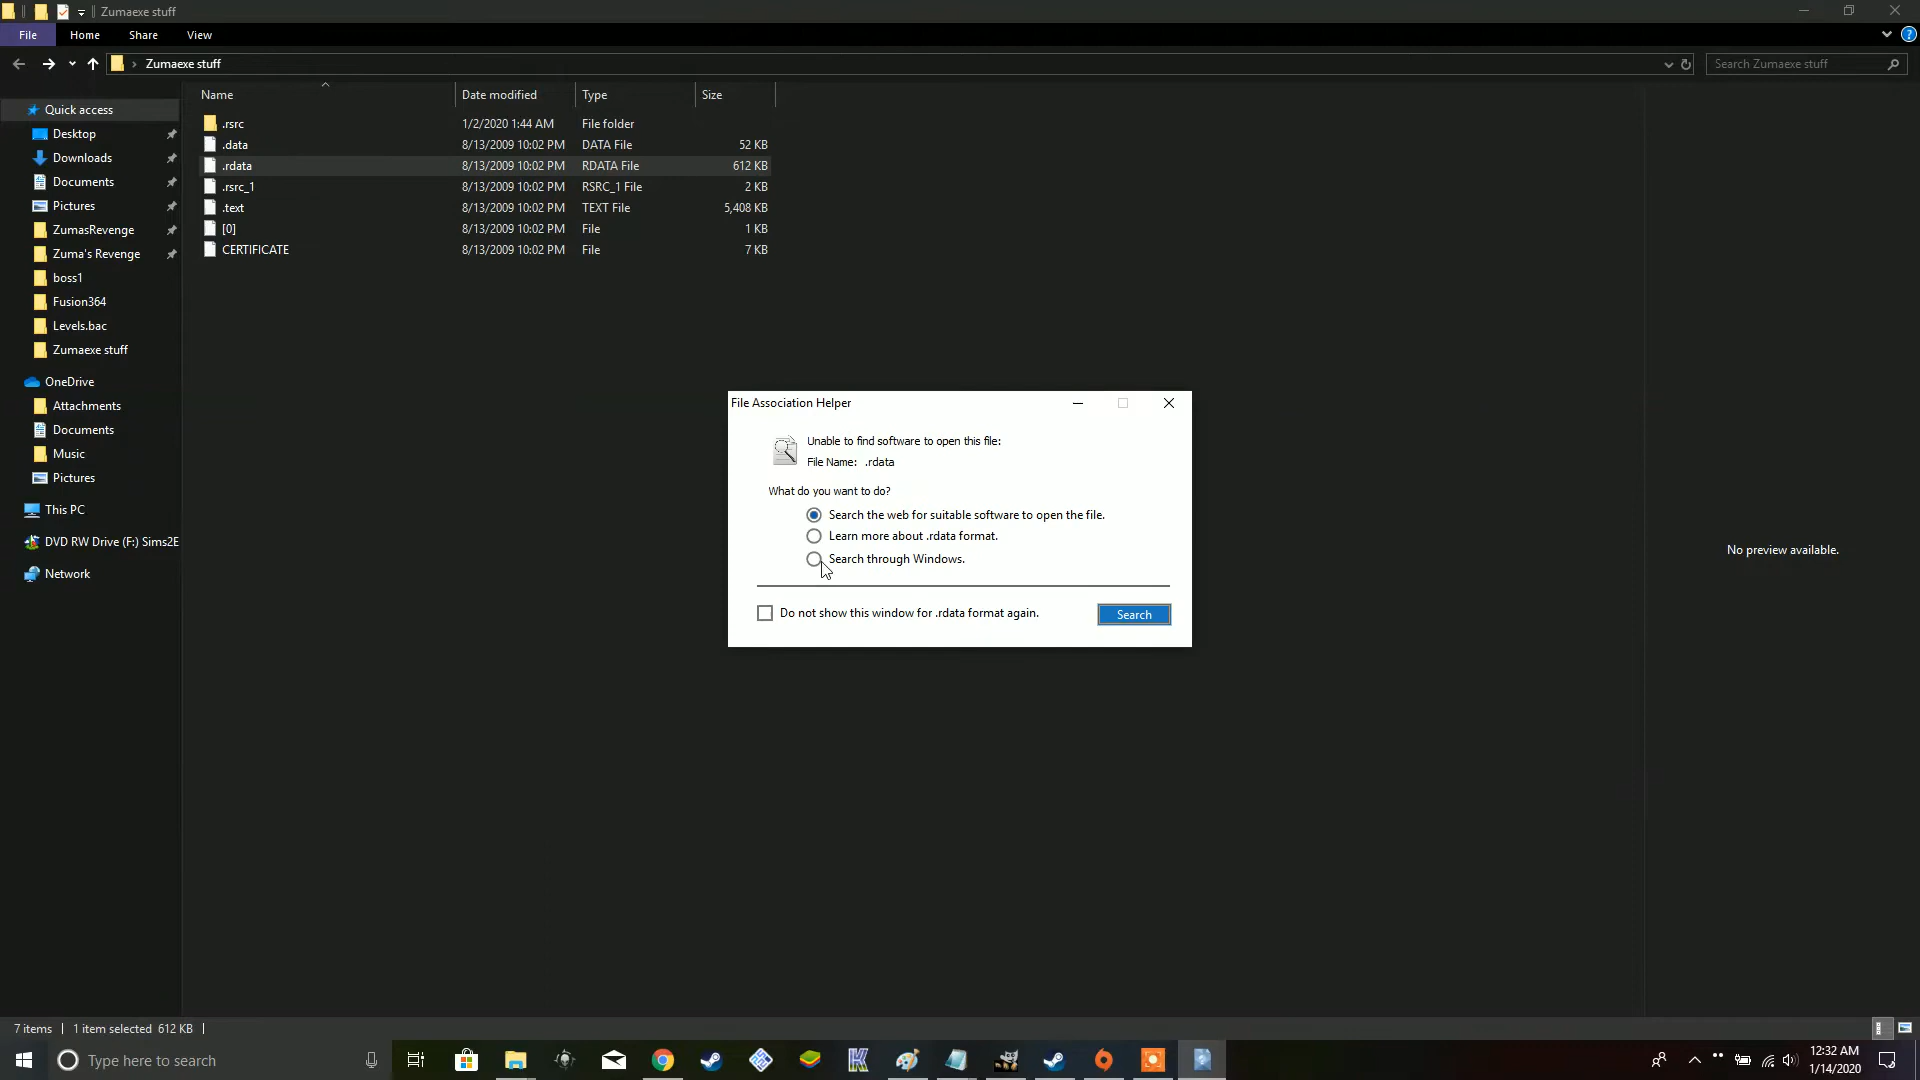 Zumaexe stuff
File Home Share View
Zumaexe stuff
Search Zumaexe stuff
Name Date modified Type Size
.rsrc 1/2/2020 1:44 AM File folder
.data 8/13/2009 10:02 PM DATA File 52 KB
.rdata 8/13/2009 10:02 PM RDATA File 612 KB
.rsrc_1 8/13/2009 10:02 PM RSRC_1 File 2 KB
.text 8/13/2009 10:02 PM TEXT File 5,408 KB
[0] 8/13/2009 10:02 PM File 1 KB
CERTIFICATE 8/13/2009 10:02 PM File 7 KB
Quick access
Desktop
Downloads
Documents
Pictures
ZumasRevenge
Zuma's Revenge
boss1
Fusion364
Levels.bac
Zumaexe stuff
OneDrive
Attachments
Documents
Music
Pictures
This PC
DVD RW Drive (F:) Sims2E
Network
File Association Helper
Unable to find software to open this file:
File Name: .rdata
What do you want to do?
Search the web for suitable software to open the file.
Learn more about .rdata format.
Search through Windows.
Do not show this window for .rdata format again.
Search
No preview available.
7 items 1 item selected 612 KB
Type here to search
12:32 AM
1/14/2020